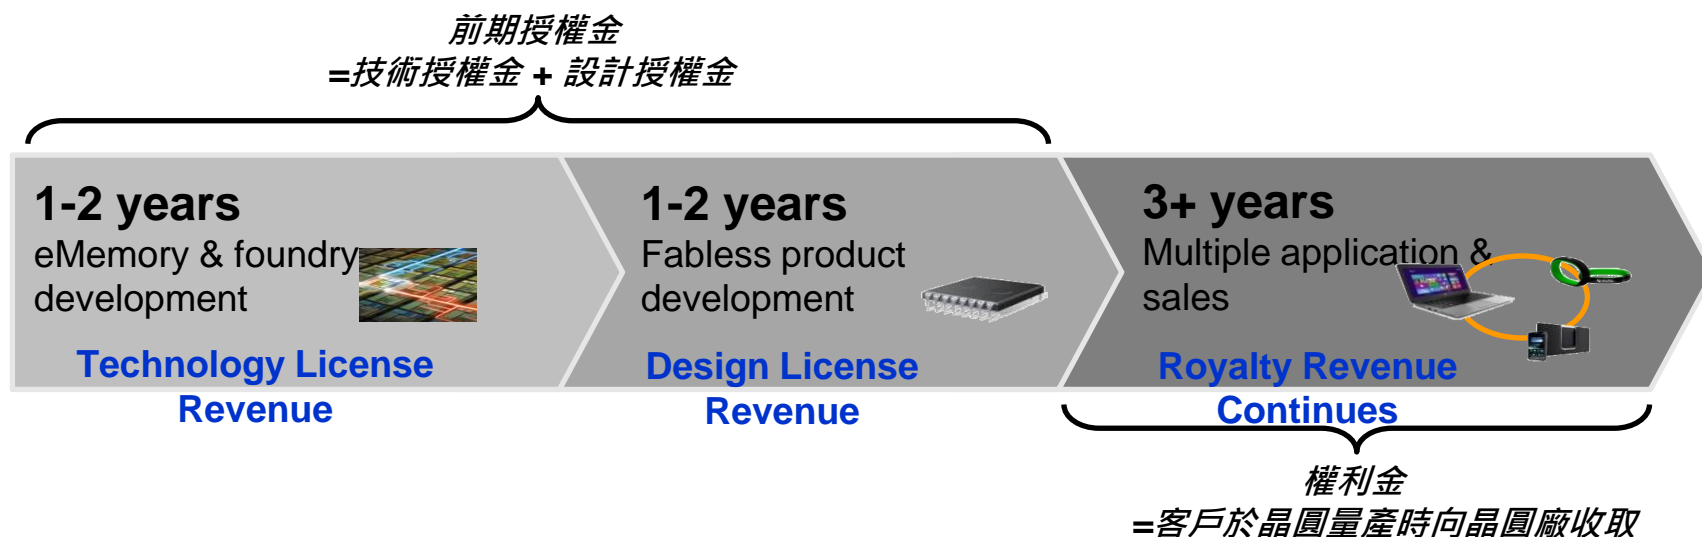 前期授權金
=技術授權金 + 設計授權金
1-2 years
eMemory & foundry
development
Technology License
Revenue
1-2 years
Fabless product
development
Design License
Revenue
3+ years
Multiple application &
sales
Royalty Revenue
Continues
權利金
=客戶於晶圓量產時向晶圓廠收取